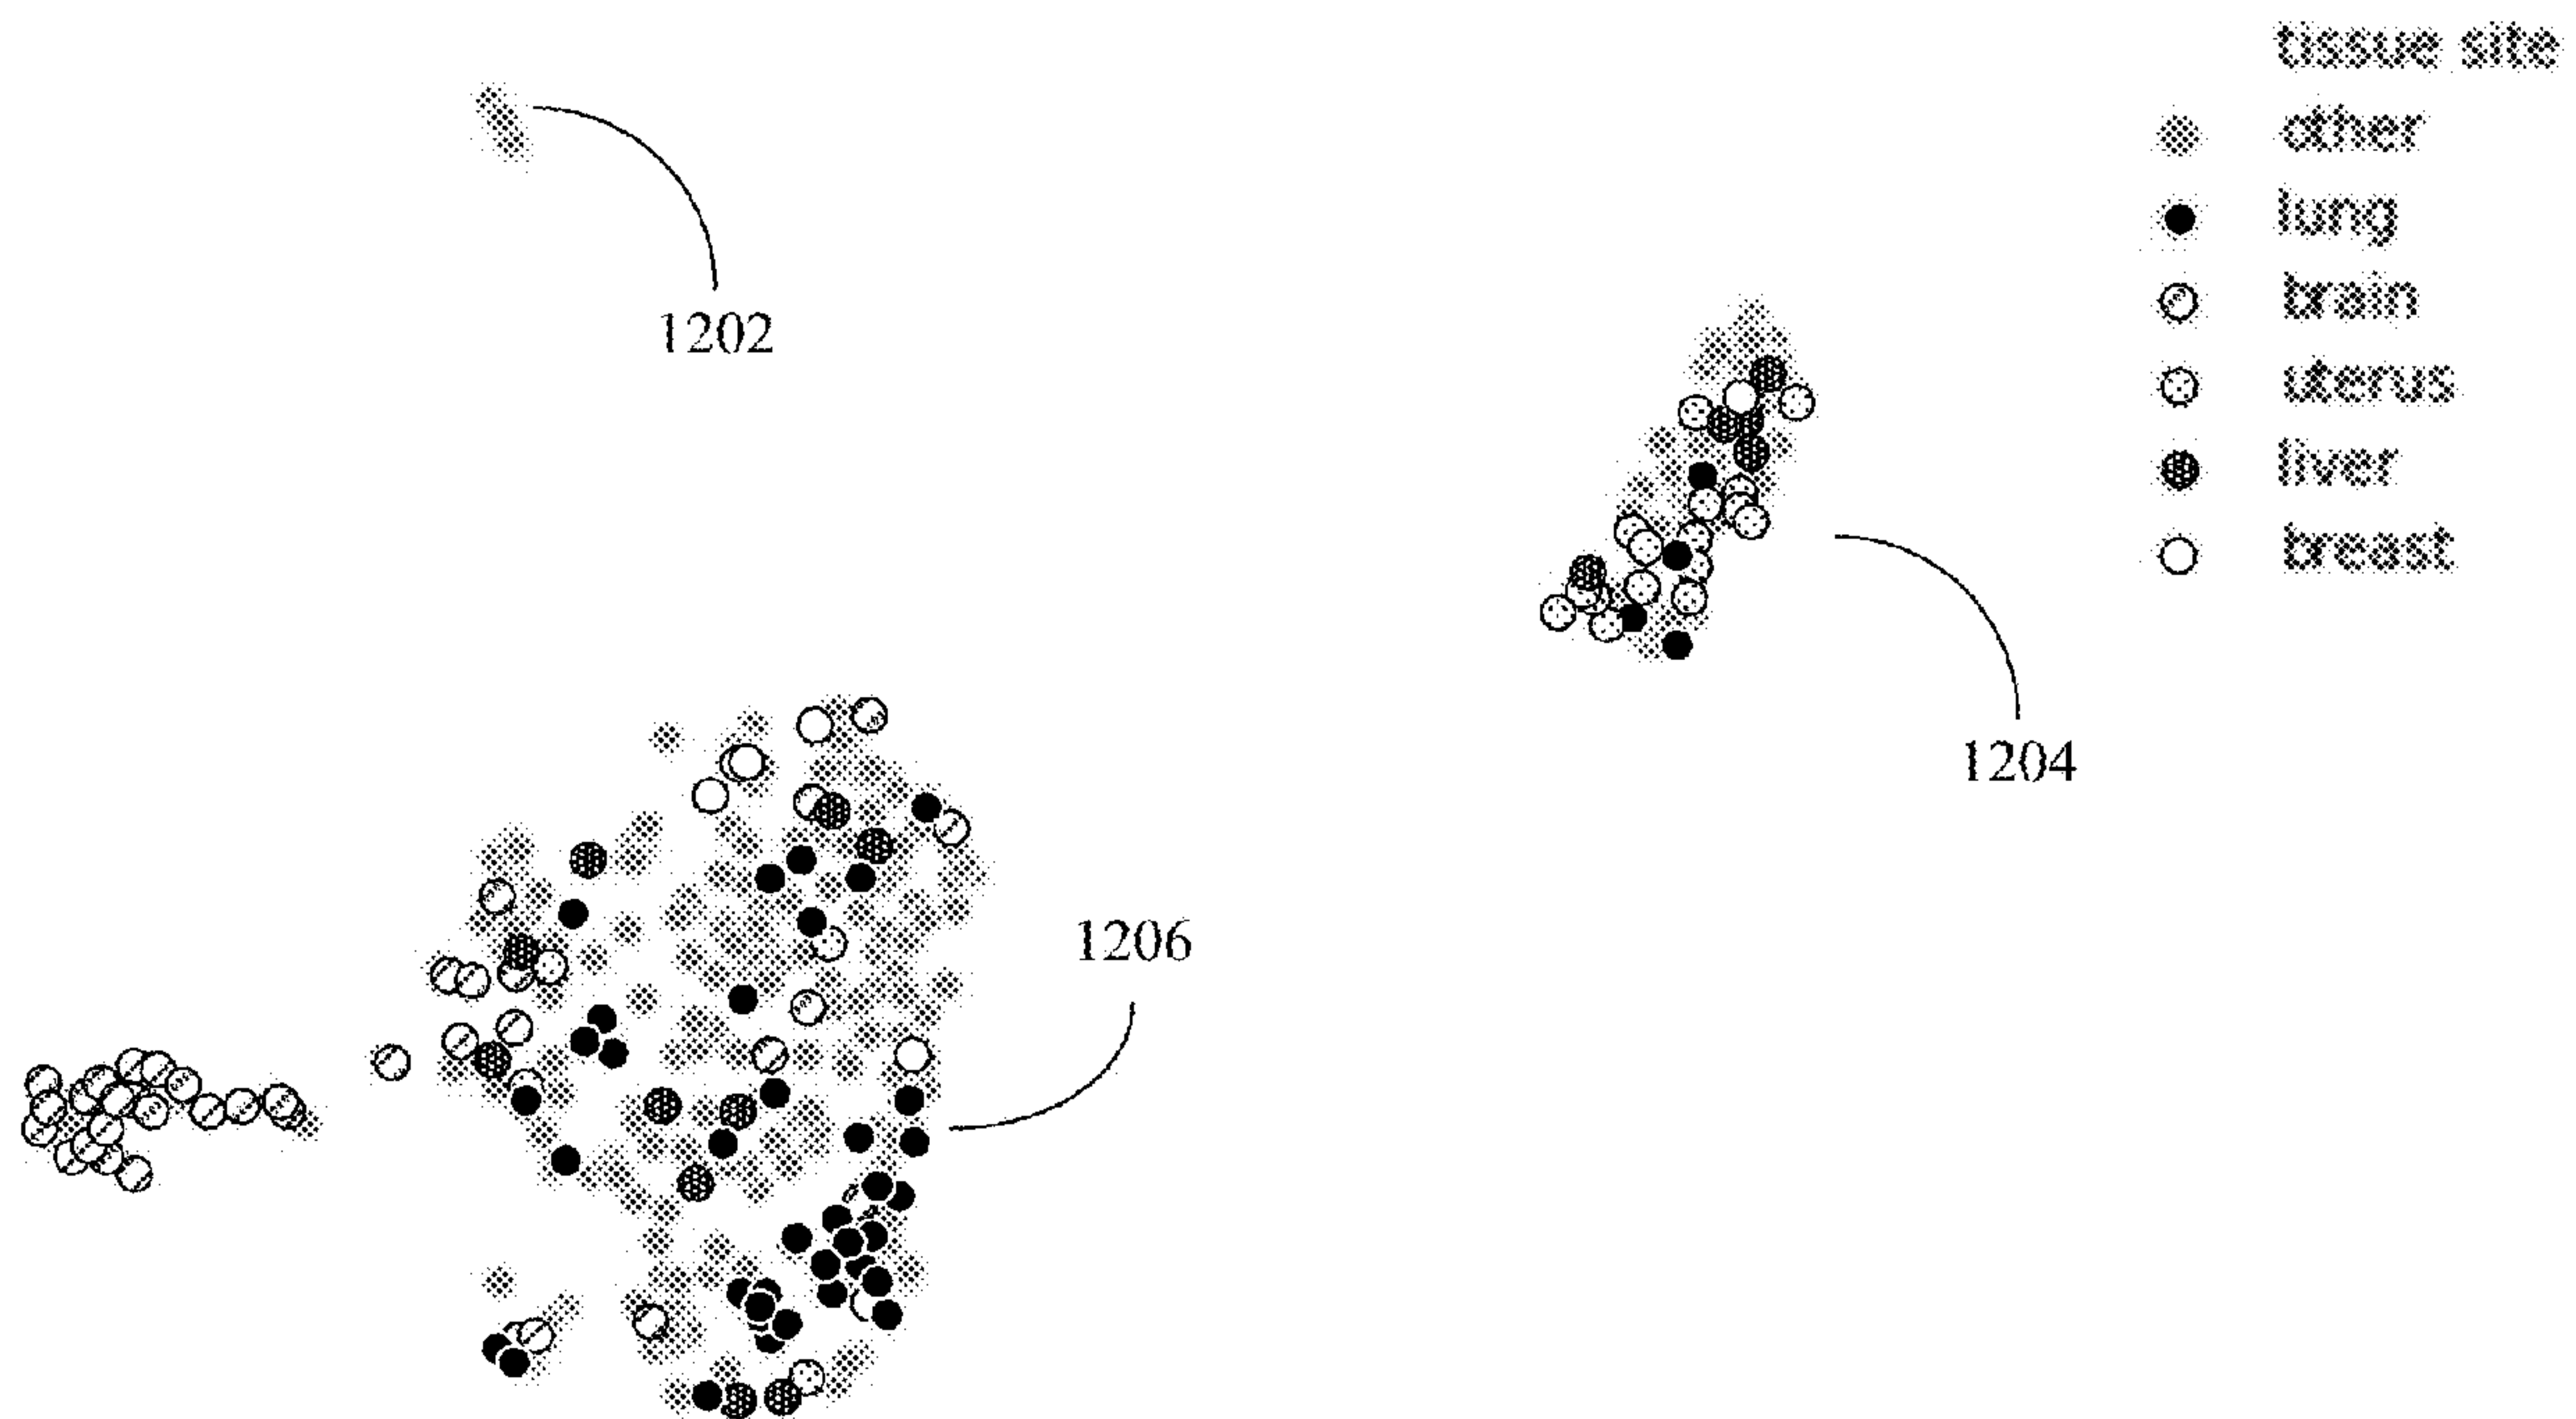 tissue site
other
lung
brain
uterus
liver
breast
1202
1204
1206